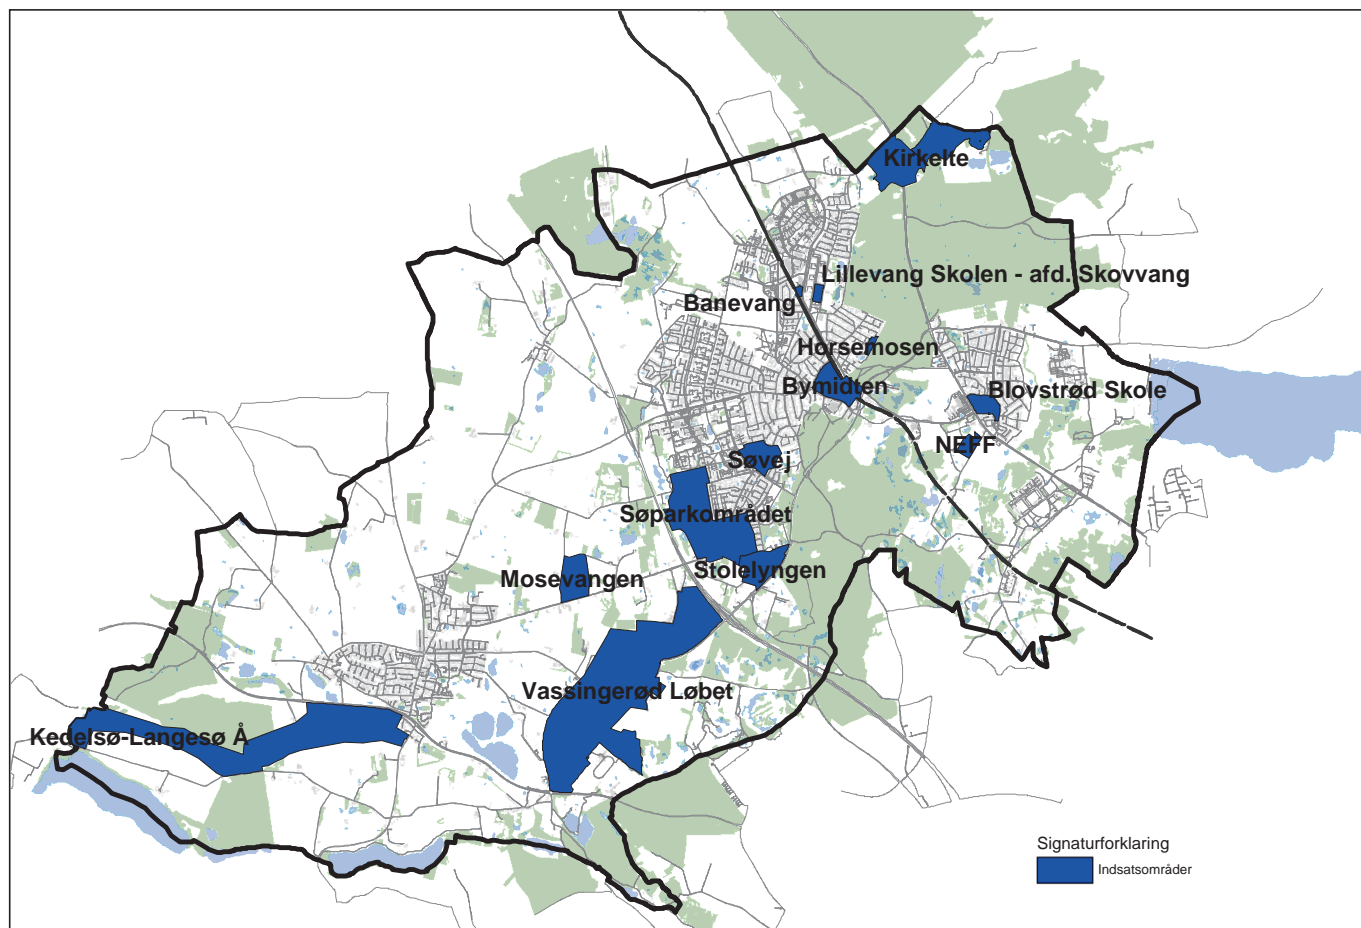 Kirkelte
Lillevang Skolen - afd. Skovvang
Banevang
Horsemosen
Bymidten
Blovstrød Skole
NEFF
Søvej
Søparkområdet
Stolelyngen
Mosevangen
Vassingerød Løbet
Kedelsø-Langesø Å
Signaturforklaring
Indsatsområder